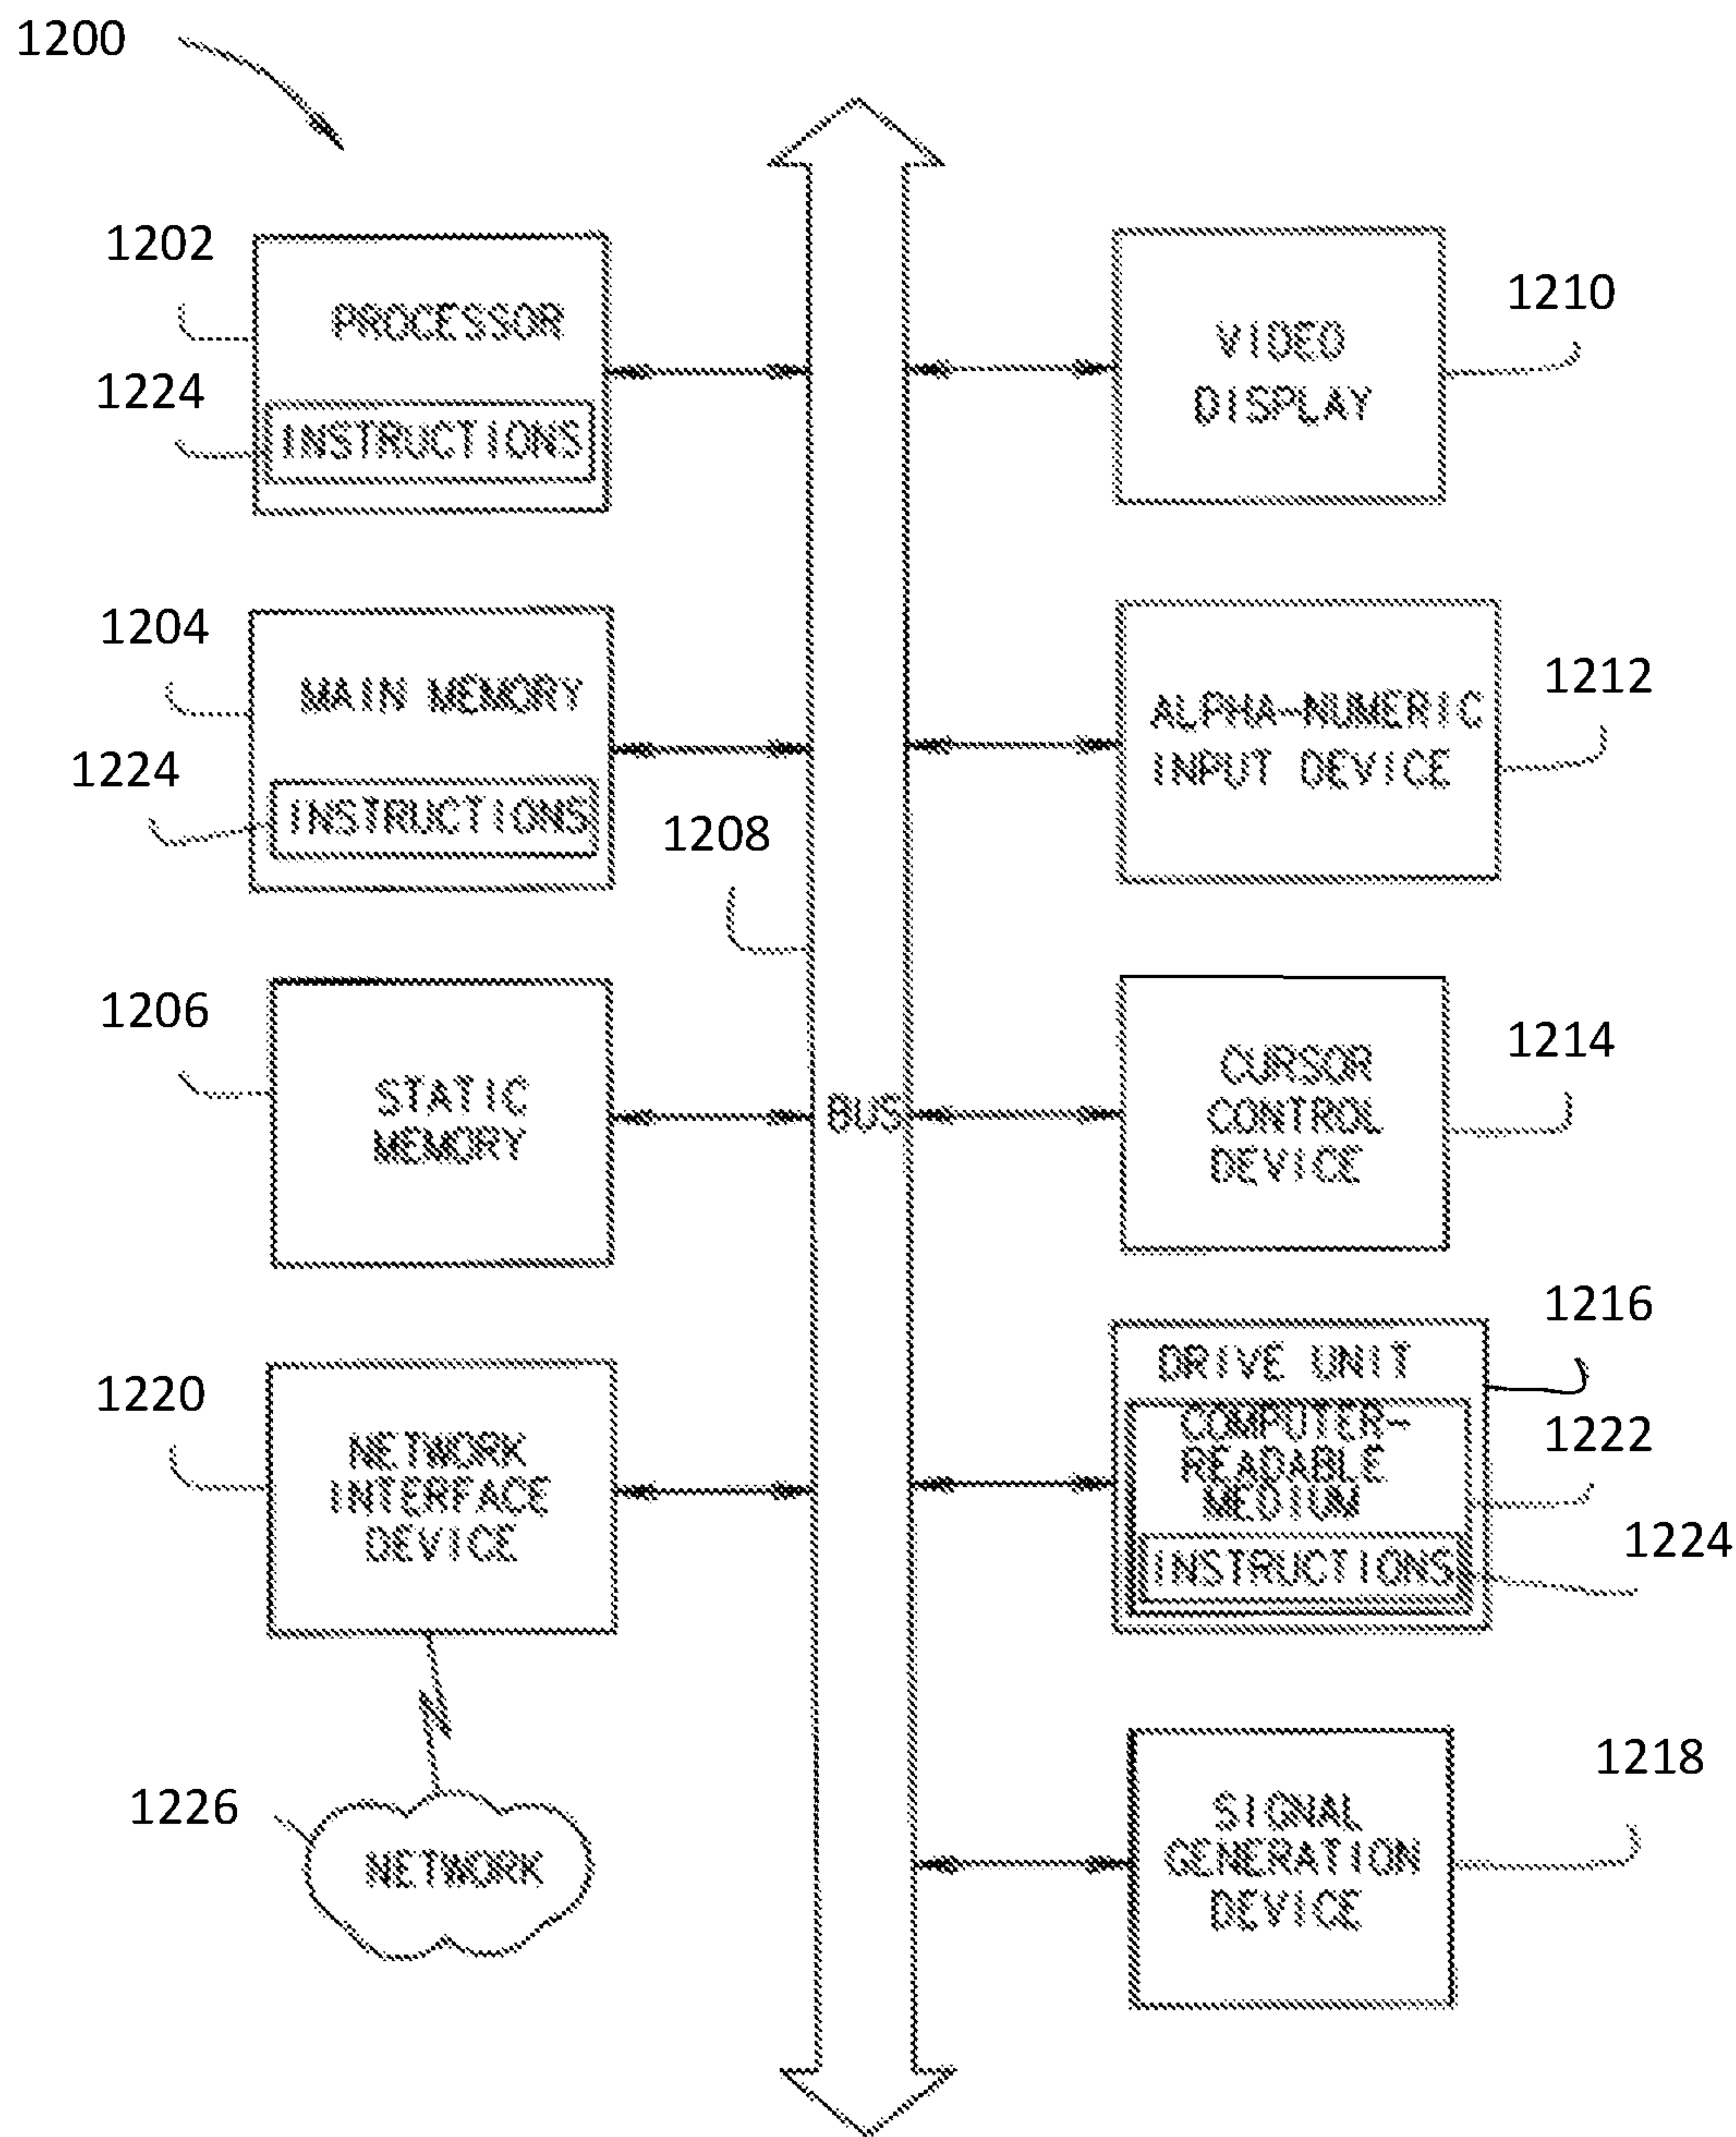 1200
1202
PROCESSOR
1224
INSTRUCTIONS
1204
MAIN MEMORY
1224
INSTRUCTIONS
1206
STATIC
MEMORY
1220
NETWORK
INTERFACE
DEVICE
1226
NETWORK
1208
BUS
1210
VIDEO
DISPLAY
1212
ALPHA-NUMERIC
INPUT DEVICE
1214
CURSOR
CONTROL
DEVICE
1216
DRIVE UNIT
1222
COMPUTER-
READABLE
MEDIUM
1224
INSTRUCTIONS
1218
SIGNAL
GENERATION
DEVICE